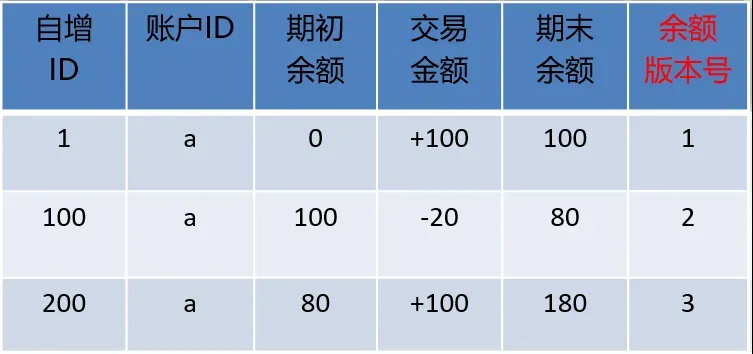 自增 账户ID 期初 交易 期末 余额
ID 余额 金额 余额 版本号
1 a 0 +100 100 1
100 a 100 -20 80 2
200 a 80 +100 180 3